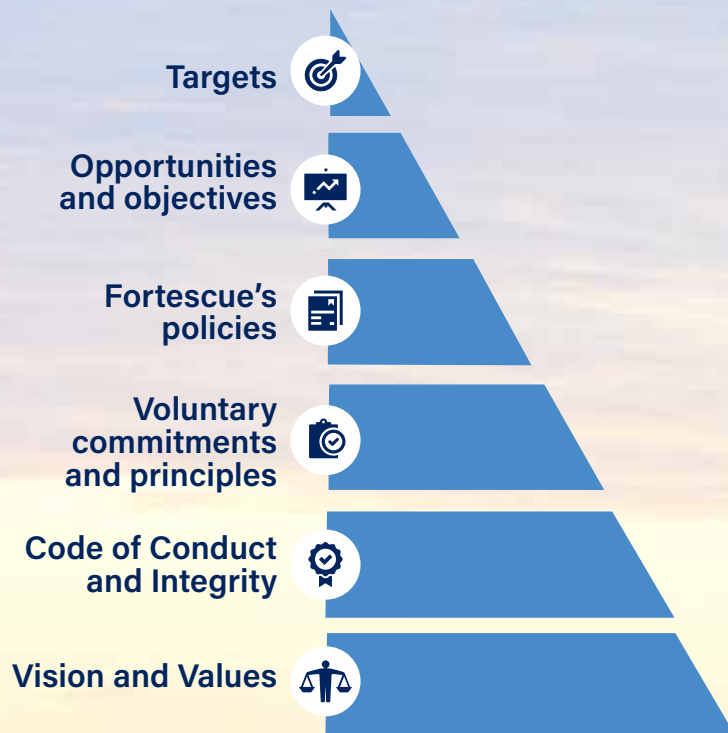 Targets
Opportunities
and objectives
Fortescue’s
policies
Voluntary
commitments
and principles
Code of Conduct
and Integrity
Vision and Values